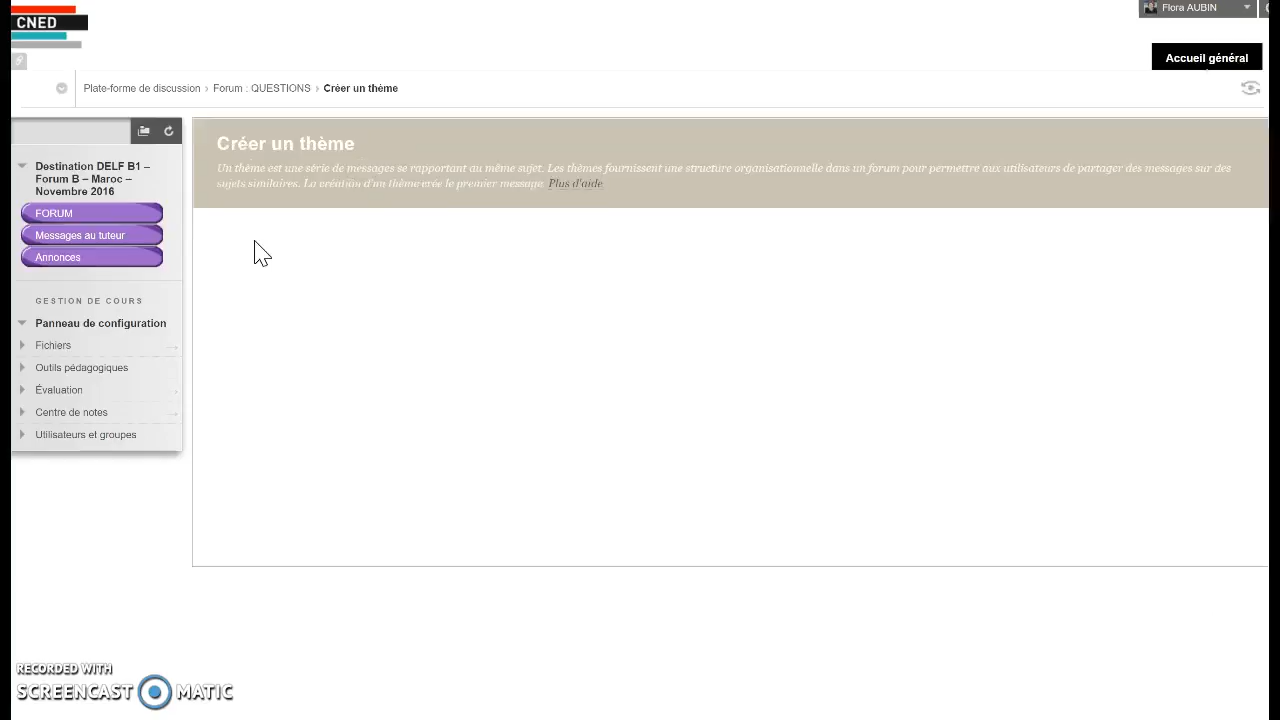 CNED
Flora AUBIN
Accueil général
Plate-forme de discussion › Forum : QUESTIONS › Créer un thème
Créer un thème
Un thème est une série de messages se rapportant au même sujet. Les thèmes fournissent une structure organisationnelle dans un forum pour permettre aux utilisateurs de partager des messages sur des
sujets similaires. La création d'un thème crée le premier message. Plus d'aide
Destination DELF B1 –
Forum B – Maroc –
Novembre 2016
FORUM
Messages au tuteur
Annonces
GESTION DE COURS
Panneau de configuration
Fichiers
Outils pédagogiques
Évaluation
Centre de notes
Utilisateurs et groupes
RECORDED WITH
SCREENCAST MATIC